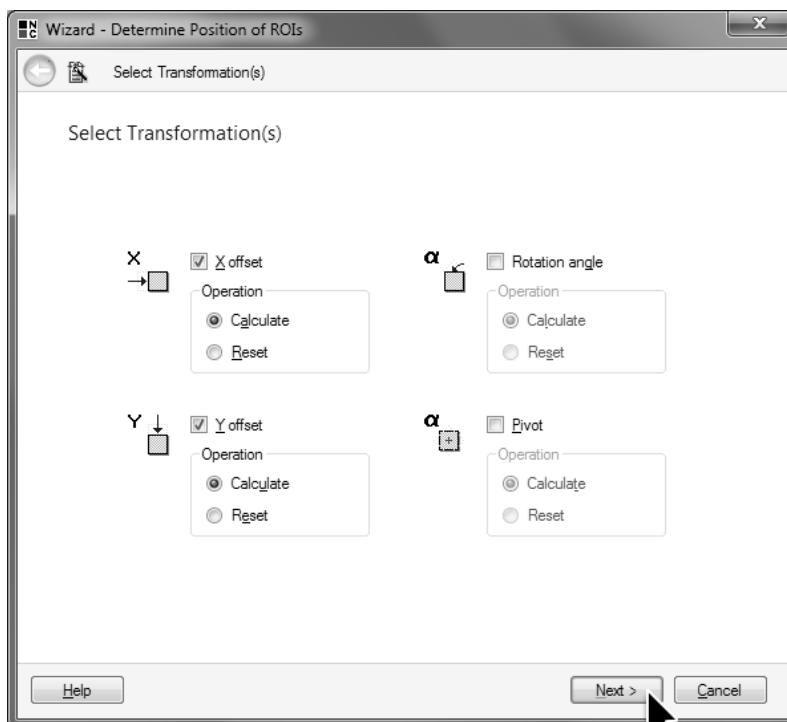 NC Wizard - Determine Position of ROIs
Select Transformation(s)
Select Transformation(s)
X
X offset
Operation
Calculate
Reset
α
Rotation angle
Operation
Calculate
Reset
Y
Y offset
Operation
Calculate
Reset
α
Pivot
Operation
Calculate
Reset
Help
Next >
Cancel